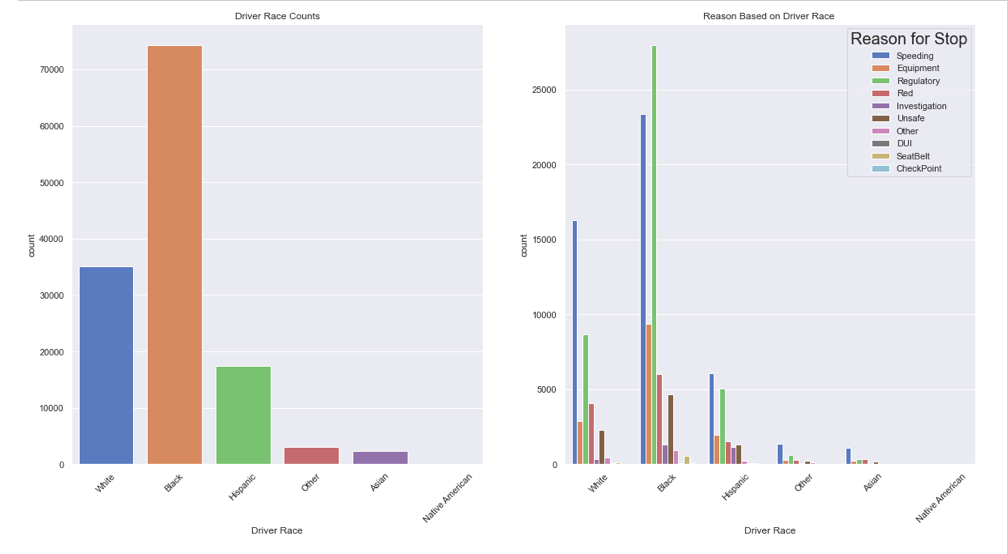 Driver Race Counts
70000
60000
50000
40000
30000
20000
10000
0
count
White
Black
Hispanic
Other
Asian
Native American
Driver Race
Reason Based on Driver Race
Reason for Stop
Speeding
Equipment
Regulatory
Red
Investigation
Unsafe
Other
DUI
SeatBelt
CheckPoint
25000
20000
15000
10000
5000
0
count
White
Black
Hispanic
Other
Asian
Native American
Driver Race